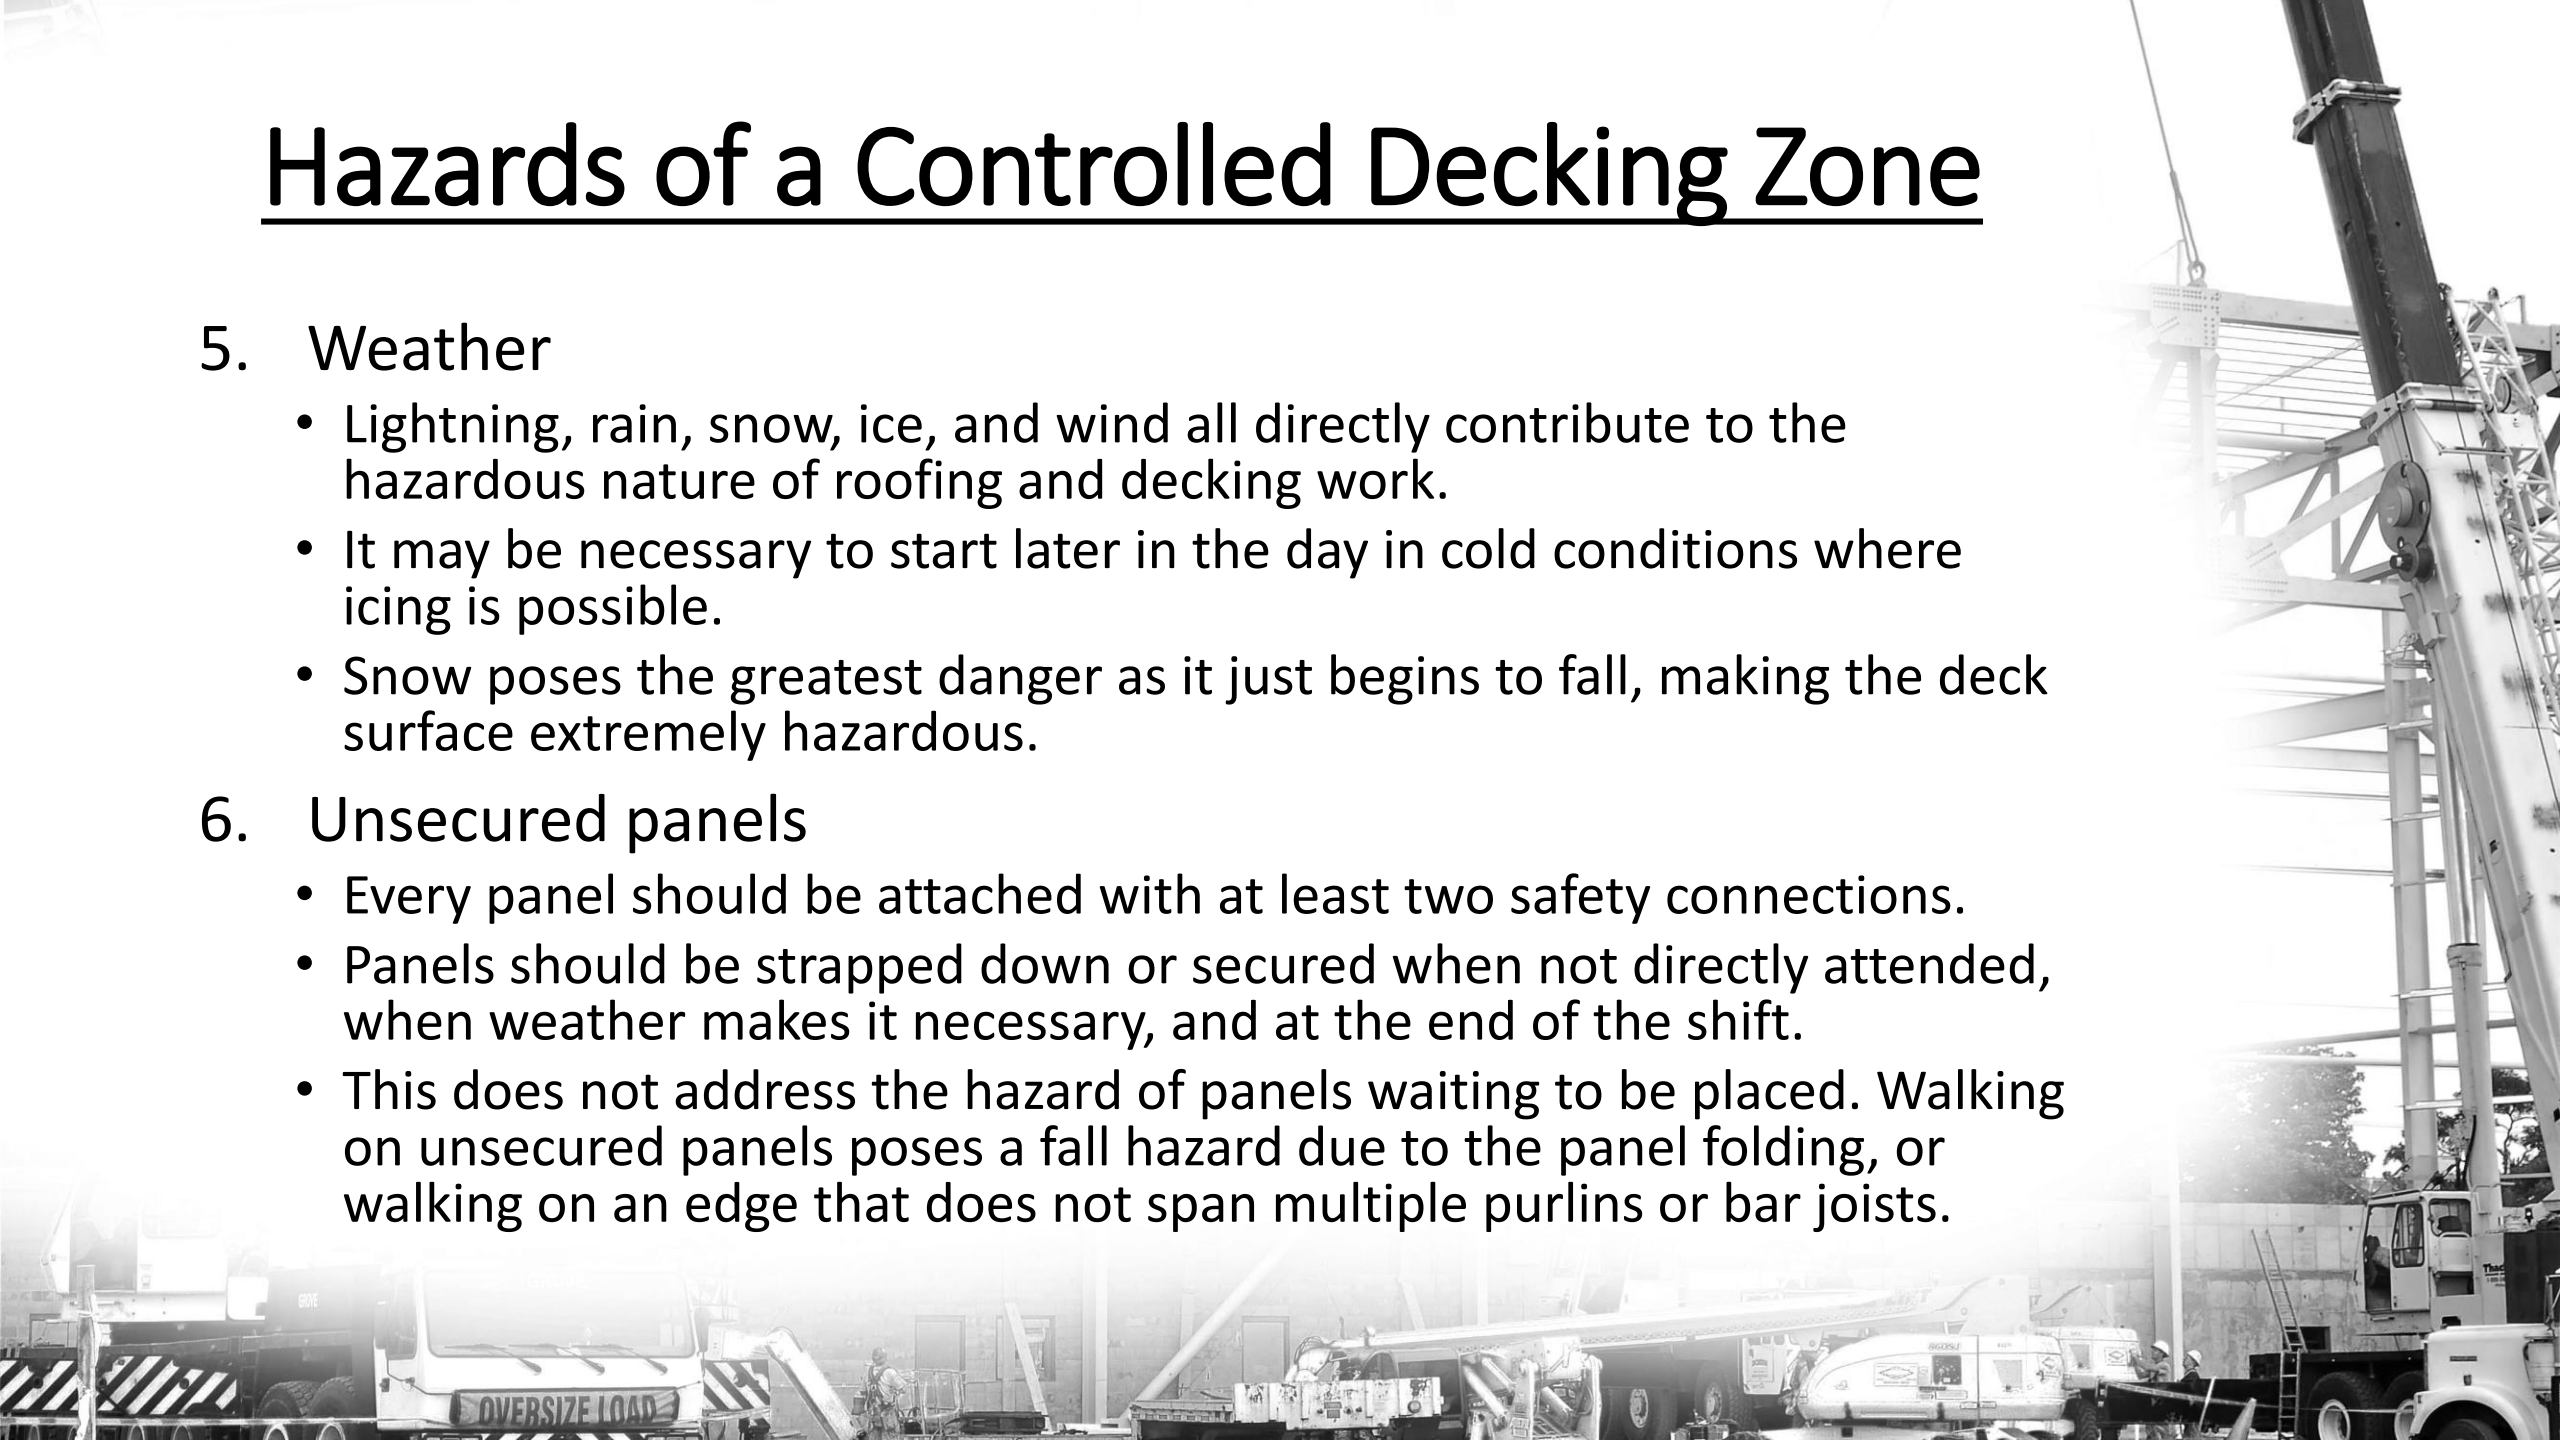 Hazards of a Controlled Decking Zone
5. Weather
• Lightning, rain, snow, ice, and wind all directly contribute to the
hazardous nature of roofing and decking work.
• It may be necessary to start later in the day in cold conditions where
icing is possible.
• Snow poses the greatest danger as it just begins to fall, making the deck
surface extremely hazardous.
6. Unsecured panels
• Every panel should be attached with at least two safety connections.
• Panels should be strapped down or secured when not directly attended,
when weather makes it necessary, and at the end of the shift.
• This does not address the hazard of panels waiting to be placed. Walking
on unsecured panels poses a fall hazard due to the panel folding, or
walking on an edge that does not span multiple purlins or bar joists.
GROVE
OVERSIZE LOAD